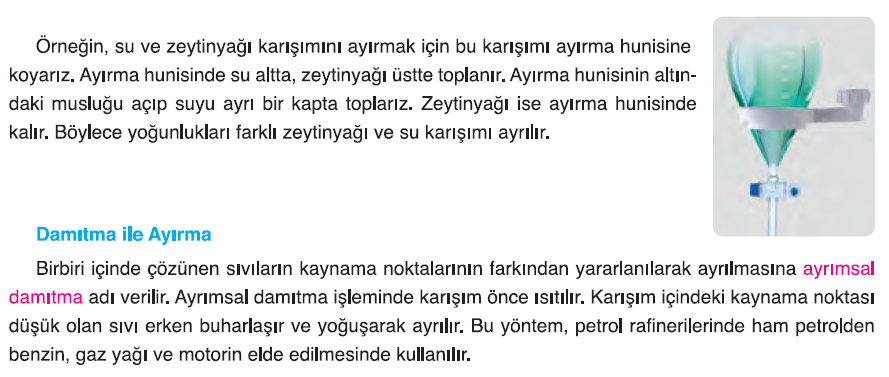 Örneğin, su ve zeytinyağı karışımını ayırmak için bu karışımı ayırma hunisine
koyarız. Ayırma hunisinde su altta, zeytinyağı üstte toplanır. Ayırma hunisinin altın-
daki musluğu açıp suyu ayrı bir kapta toplarız. Zeytinyağı ise ayırma hunisinde
kalır. Böylece yoğunlukları farklı zeytinyağı ve su karışımı ayrılır.
Damıtma ile Ayırma
Birbiri içinde çözünen sıvıların kaynama noktalarının farkından yararlanılarak ayrılmasına ayrımsal
damıtma adı verilir. Ayrımsal damıtma işleminde karışım önce ısıtılır. Karışım içindeki kaynama noktası
düşük olan sıvı erken buharlaşır ve yoğuşarak ayrılır. Bu yöntem, petrol rafinerilerinde ham petrolden
benzin, gaz yağı ve motorin elde edilmesinde kullanılır.